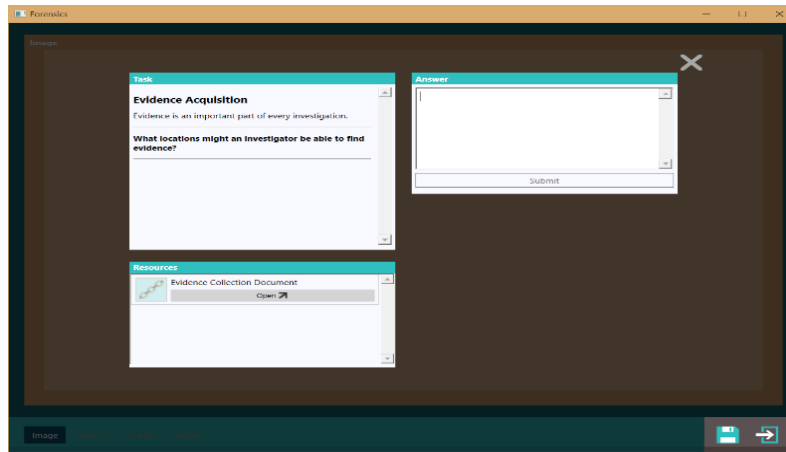 Forensics
Image
Task
Evidence Acquisition
Evidence is an important part of every investigation.
What locations might an investigator be able to find
evidence?
Answer
Submit
Resources
Evidence Collection Document
Open
Image